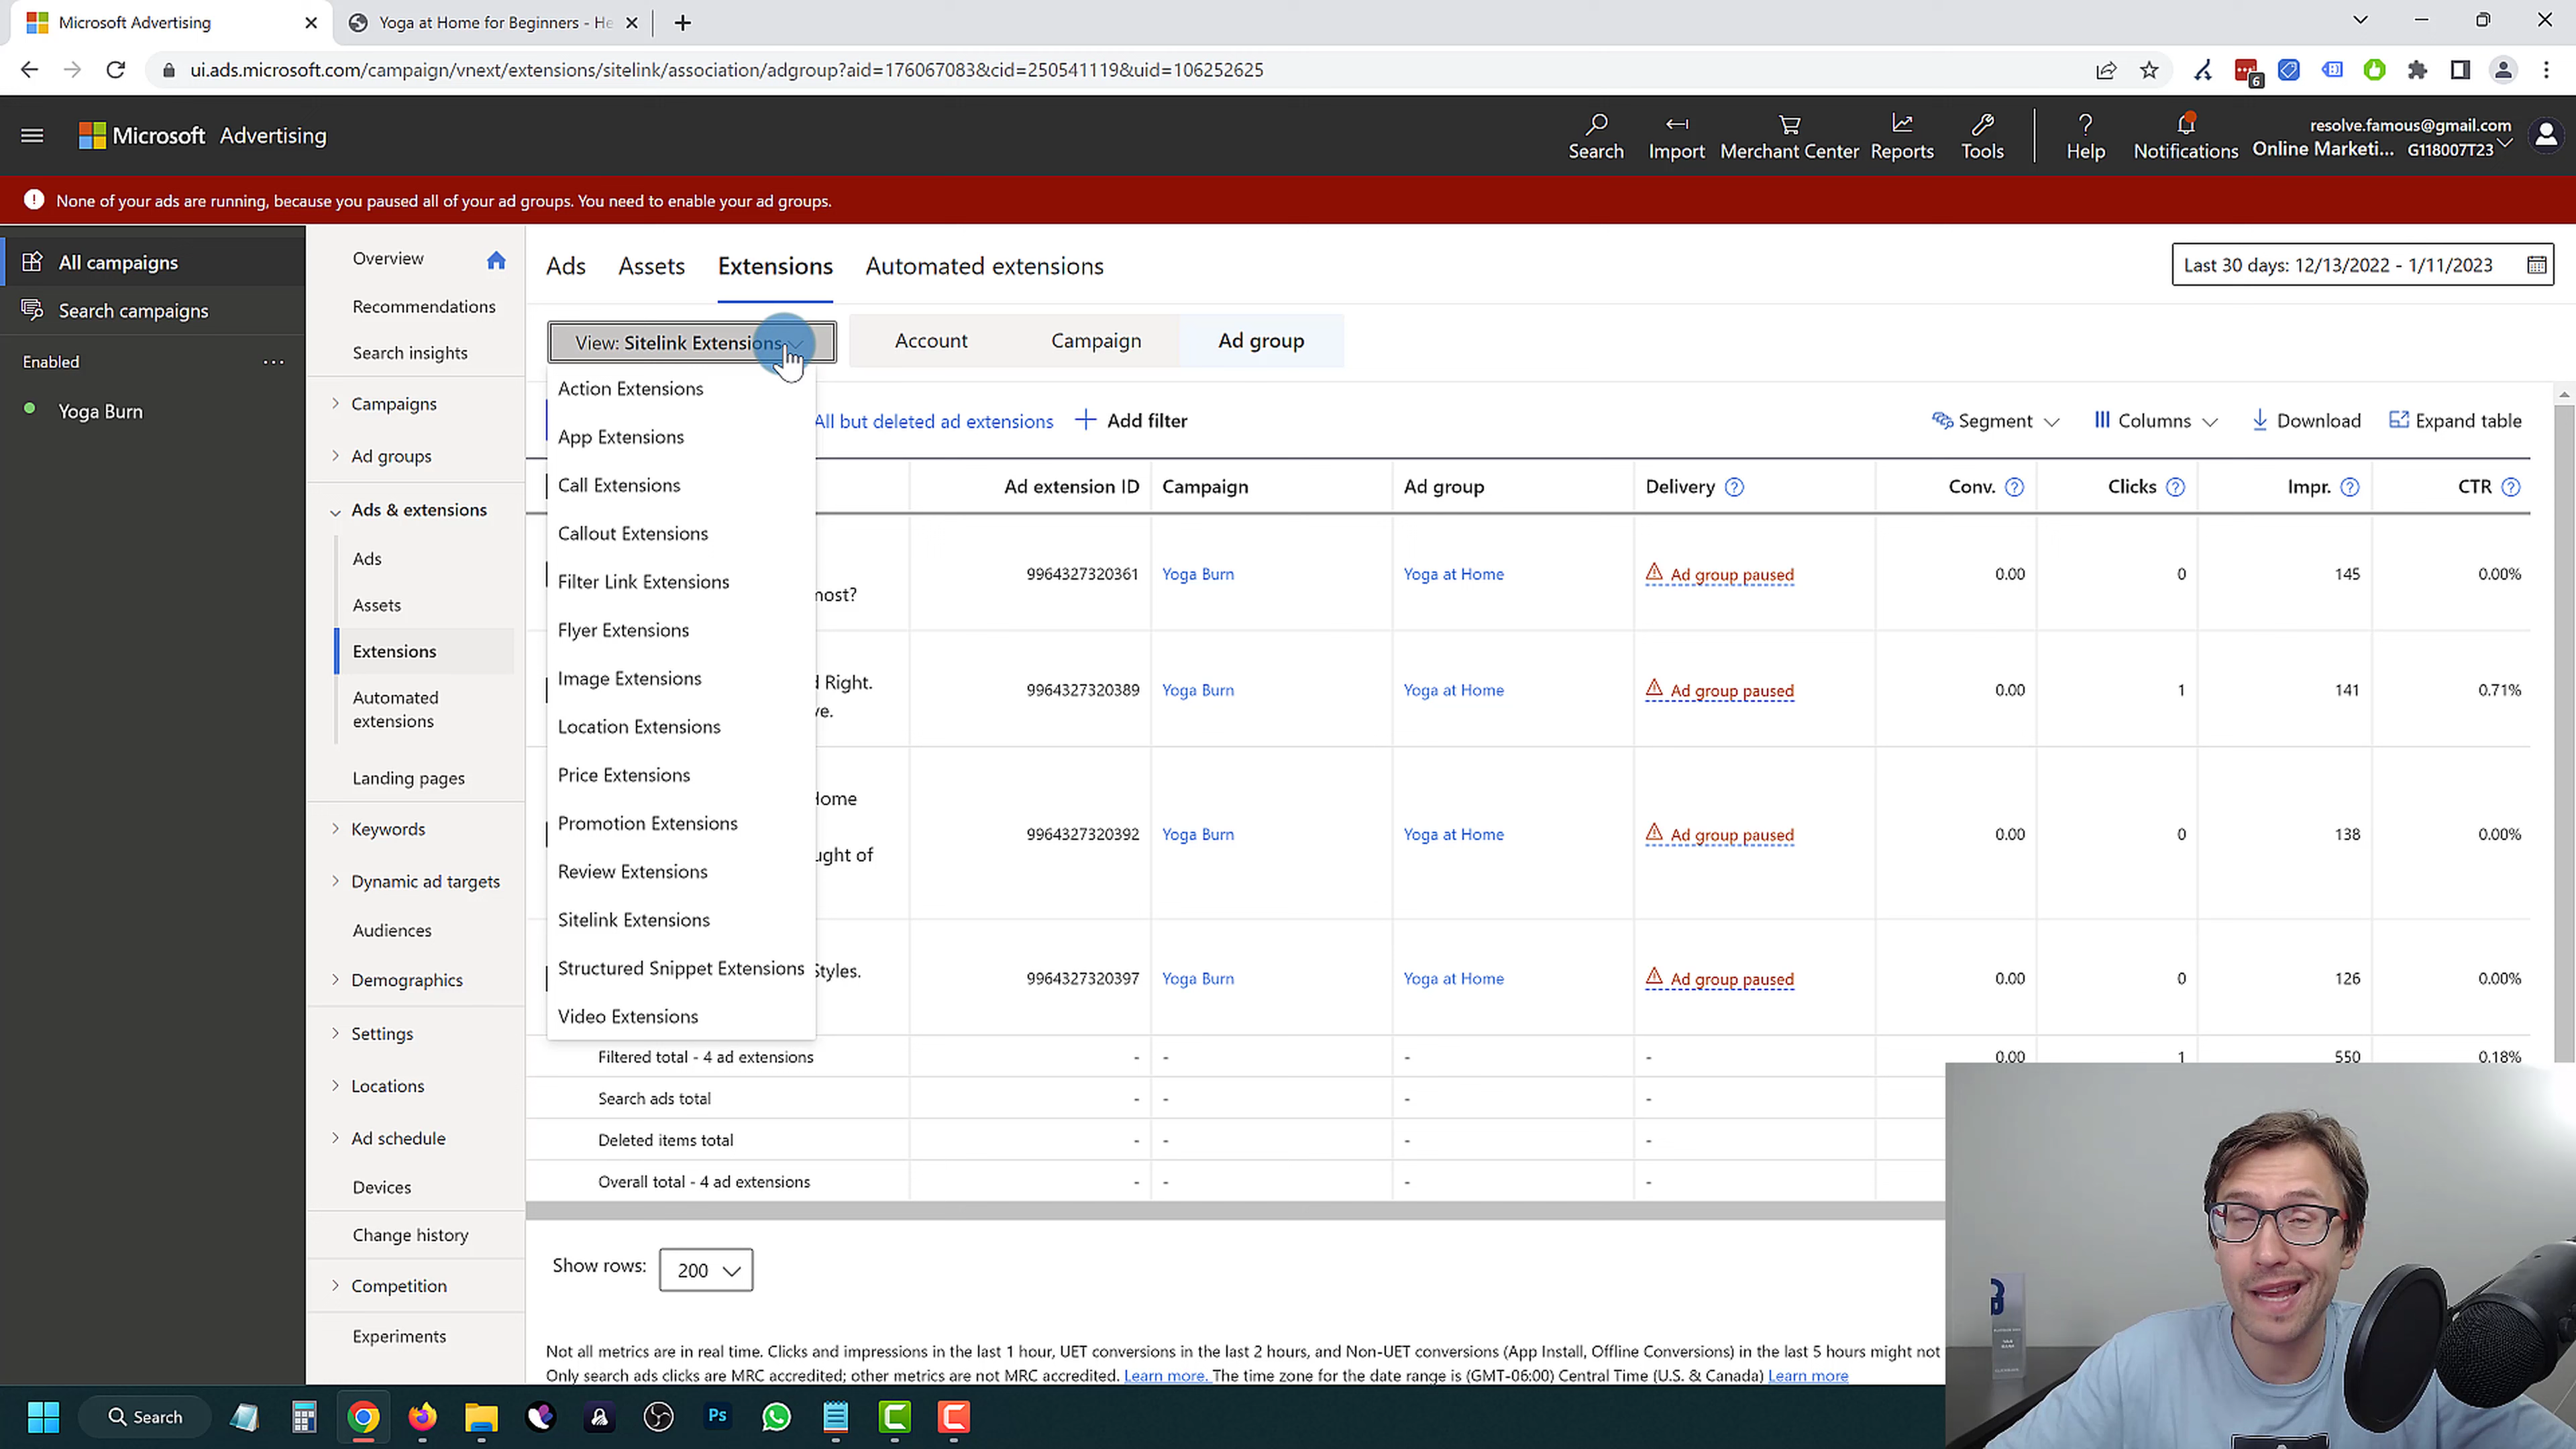 Microsoft Advertising
Yoga at Home for Beginners - He
ui.ads.microsoft.com/campaign/vnext/extensions/sitelink/association/adgroup?aid=176067083&cid=250541119&uid=106252625
6
Microsoft Advertising
Search
Import
Merchant Center
Reports
Tools
Help
Notifications
resolve.famous@gmail.com
Online Marketi... G118007T23
None of your ads are running, because you paused all of your ad groups. You need to enable your ad groups.
All campaigns
Search campaigns
Enabled
Yoga Burn
Overview
Recommendations
Search insights
Campaigns
Ad groups
Ads & extensions
Ads
Assets
Extensions
Automated
extensions
Landing pages
Keywords
Dynamic ad targets
Audiences
Demographics
Settings
Locations
Ad schedule
Devices
Change history
Competition
Experiments
Ads
Assets
Extensions
Automated extensions
Last 30 days: 12/13/2022 - 1/11/2023
View: Sitelink Extensions
Account
Campaign
Ad group
Action Extensions
App Extensions
Call Extensions
Callout Extensions
Filter Link Extensions
Flyer Extensions
Image Extensions
Location Extensions
Price Extensions
Promotion Extensions
Review Extensions
Sitelink Extensions
Structured Snippet Extensions
Video Extensions
All but deleted ad extensions
Add filter
Segment
Columns
Download
Expand table
Ad extension ID Campaign Ad group Delivery Conv. Clicks Impr. CTR
most? 9964327320361 Yoga Burn Yoga at Home Ad group paused 0.00 0 145 0.00%
Right.
ve. 9964327320389 Yoga Burn Yoga at Home Ad group paused 0.00 1 141 0.71%
Home
ught of 9964327320392 Yoga Burn Yoga at Home Ad group paused 0.00 0 138 0.00%
Styles. 9964327320397 Yoga Burn Yoga at Home Ad group paused 0.00 0 126 0.00%
Filtered total - 4 ad extensions - - - - 0.00 1 550 0.18%
Search ads total - - - -
Deleted items total - - - -
Overall total - 4 ad extensions - - - -
Show rows: 200
Not all metrics are in real time. Clicks and impressions in the last 1 hour, UET conversions in the last 2 hours, and Non-UET conversions (App Install, Offline Conversions) in the last 5 hours might not
Only search ads clicks are MRC accredited; other metrics are not MRC accredited. Learn more. The time zone for the date range is (GMT-06:00) Central Time (U.S. & Canada) Learn more
Search
Ps